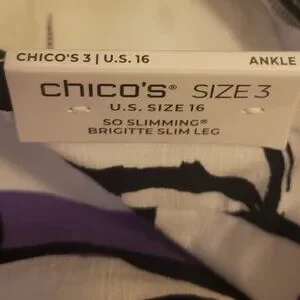 CHICO'S 3 | U.S. 16 ANKLE
chico's® SIZE 3
U.S. SIZE 16
SO SLIMMING®
BRIGITTE SLIM LEG